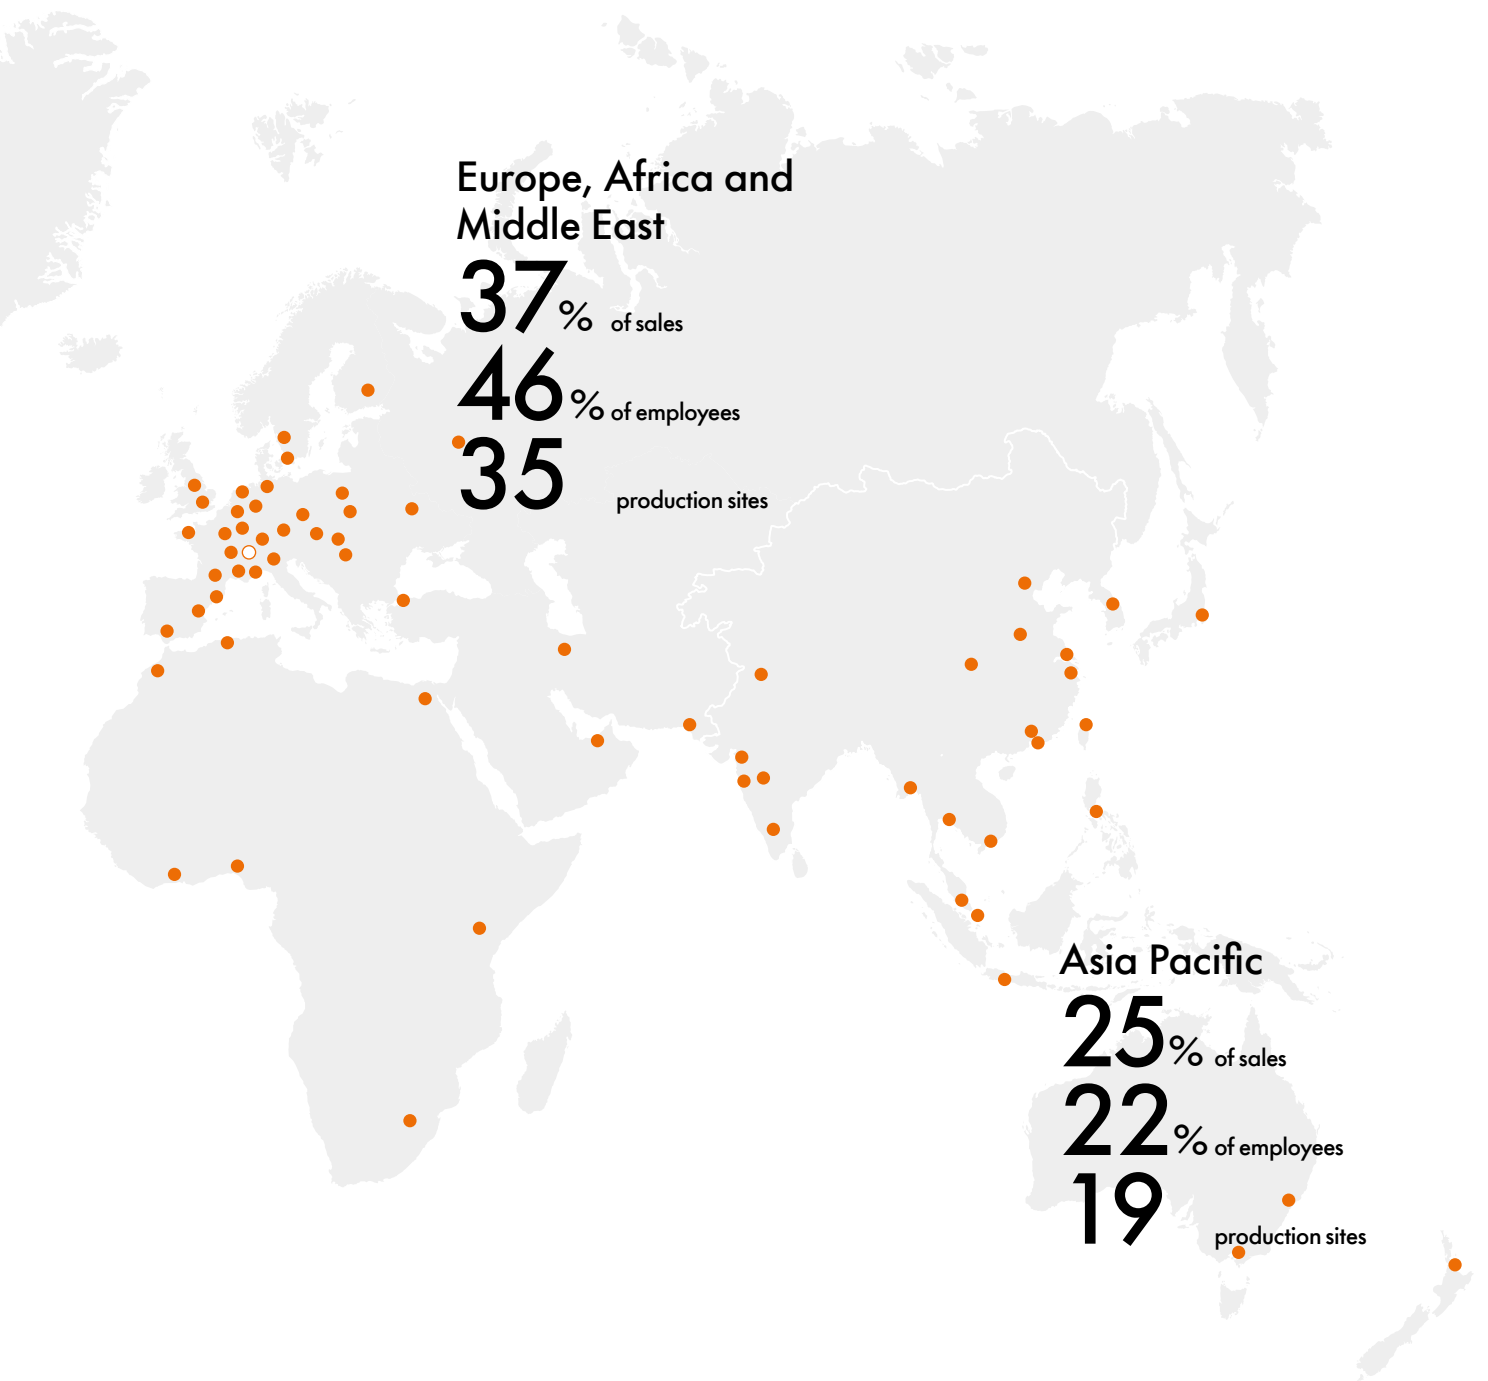 Europe, Africa and
Middle East
37% of sales
46% of employees
35 production sites
Asia Pacific
25% of sales
22% of employees
19 production sites